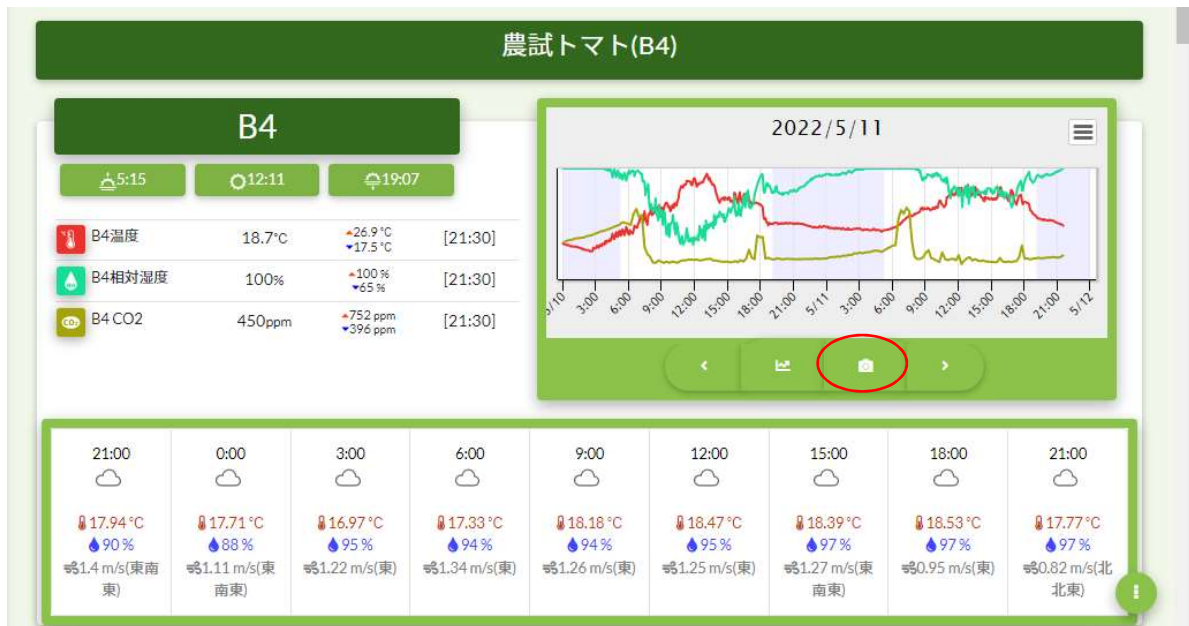 農試トマト(B4)
B4
5:15
12:11
19:07
B4温度
18.7°C
26.9 °C
17.5 °C
[21:30]
B4相対湿度
100%
100 %
65 %
[21:30]
CO₂
B4 CO2
450ppm
752 ppm
396 ppm
[21:30]
2022/5/11
3:00
6:00
9:00
12:00
15:00
18:00
21:00
5/11
3:00
6:00
9:00
12:00
15:00
18:00
21:00
5/12
21:00
17.94 °C
90 %
1.4 m/s(東南
東)
0:00
17.71 °C
88 %
1.11 m/s(東
南東)
3:00
16.97 °C
95 %
1.22 m/s(東)
6:00
17.33 °C
94 %
1.34 m/s(東)
9:00
18.18 °C
94 %
1.26 m/s(東)
12:00
18.47 °C
95 %
1.25 m/s(東)
15:00
18.39 °C
97 %
1.27 m/s(東
南東)
18:00
18.53 °C
97 %
0.95 m/s(東)
21:00
17.77 °C
97 %
0.82 m/s(北
北東)